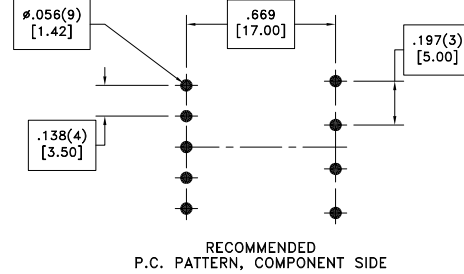 ø.056(9)
[1.42]
.669
[17.00]
.197(3)
[5.00]
.138(4)
[3.50]
RECOMMENDED
P.C. PATTERN, COMPONENT SIDE